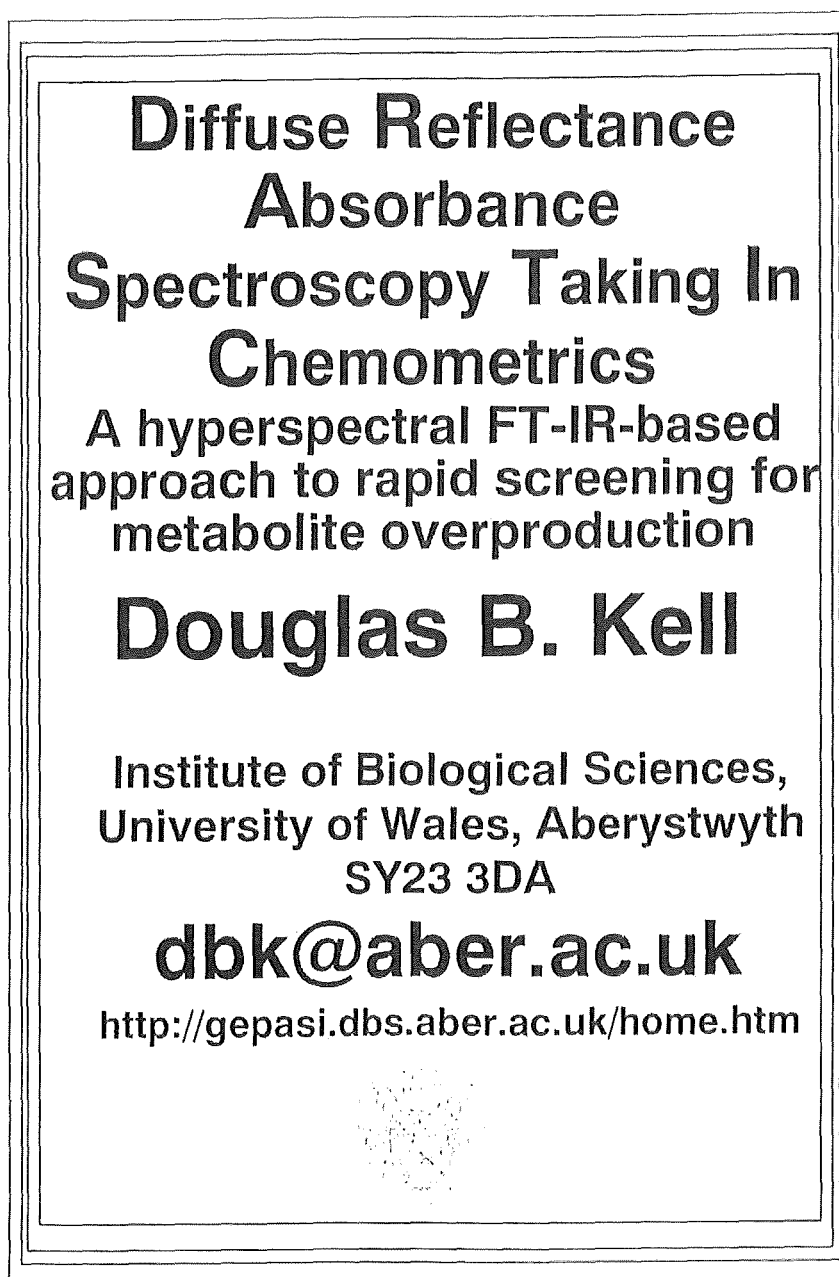 Diffuse Reflectance
Absorbance
Spectroscopy Taking In
Chemometrics
A hyperspectral FT-IR-based
approach to rapid screening for
metabolite overproduction
Douglas B. Kell
Institute of Biological Sciences,
University of Wales, Aberystwyth
SY23 3DA
dbk@aber.ac.uk
http://gepasi.dbs.aber.ac.uk/home.htm